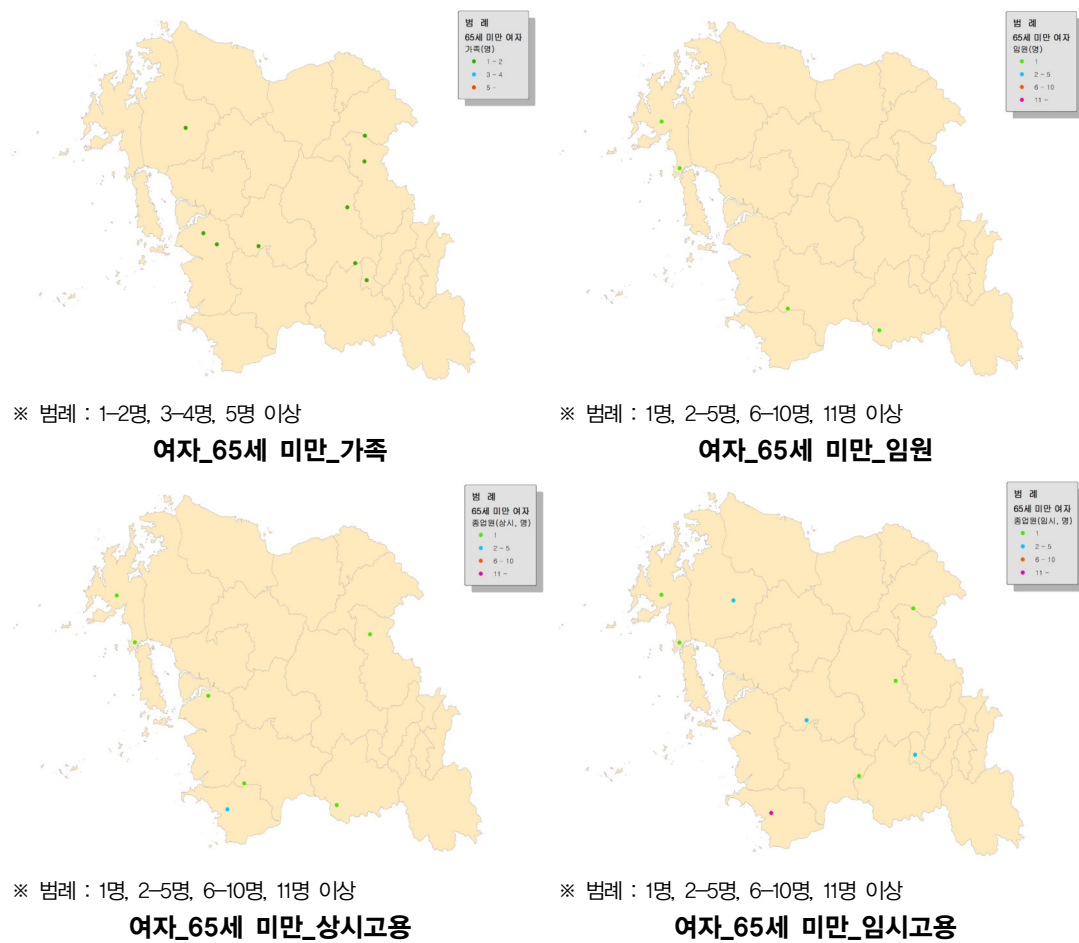 범 례
65세 미만 여자
가족(명)
1 - 2
3 - 4
5 -
※ 범례 : 1–2명, 3–4명, 5명 이상
여자_65세 미만_가족
범 례
65세 미만 여자
임원(명)
1
2 - 5
6 - 10
11 -
※ 범례 : 1명, 2–5명, 6–10명, 11명 이상
여자_65세 미만_임원
범 례
65세 미만 여자
종업원(상시, 명)
1
2 - 5
6 - 10
11 -
※ 범례 : 1명, 2–5명, 6–10명, 11명 이상
여자_65세 미만_상시고용
범 례
65세 미만 여자
종업원(임시, 명)
1
2 - 5
6 - 10
11 -
※ 범례 : 1명, 2–5명, 6–10명, 11명 이상
여자_65세 미만_임시고용